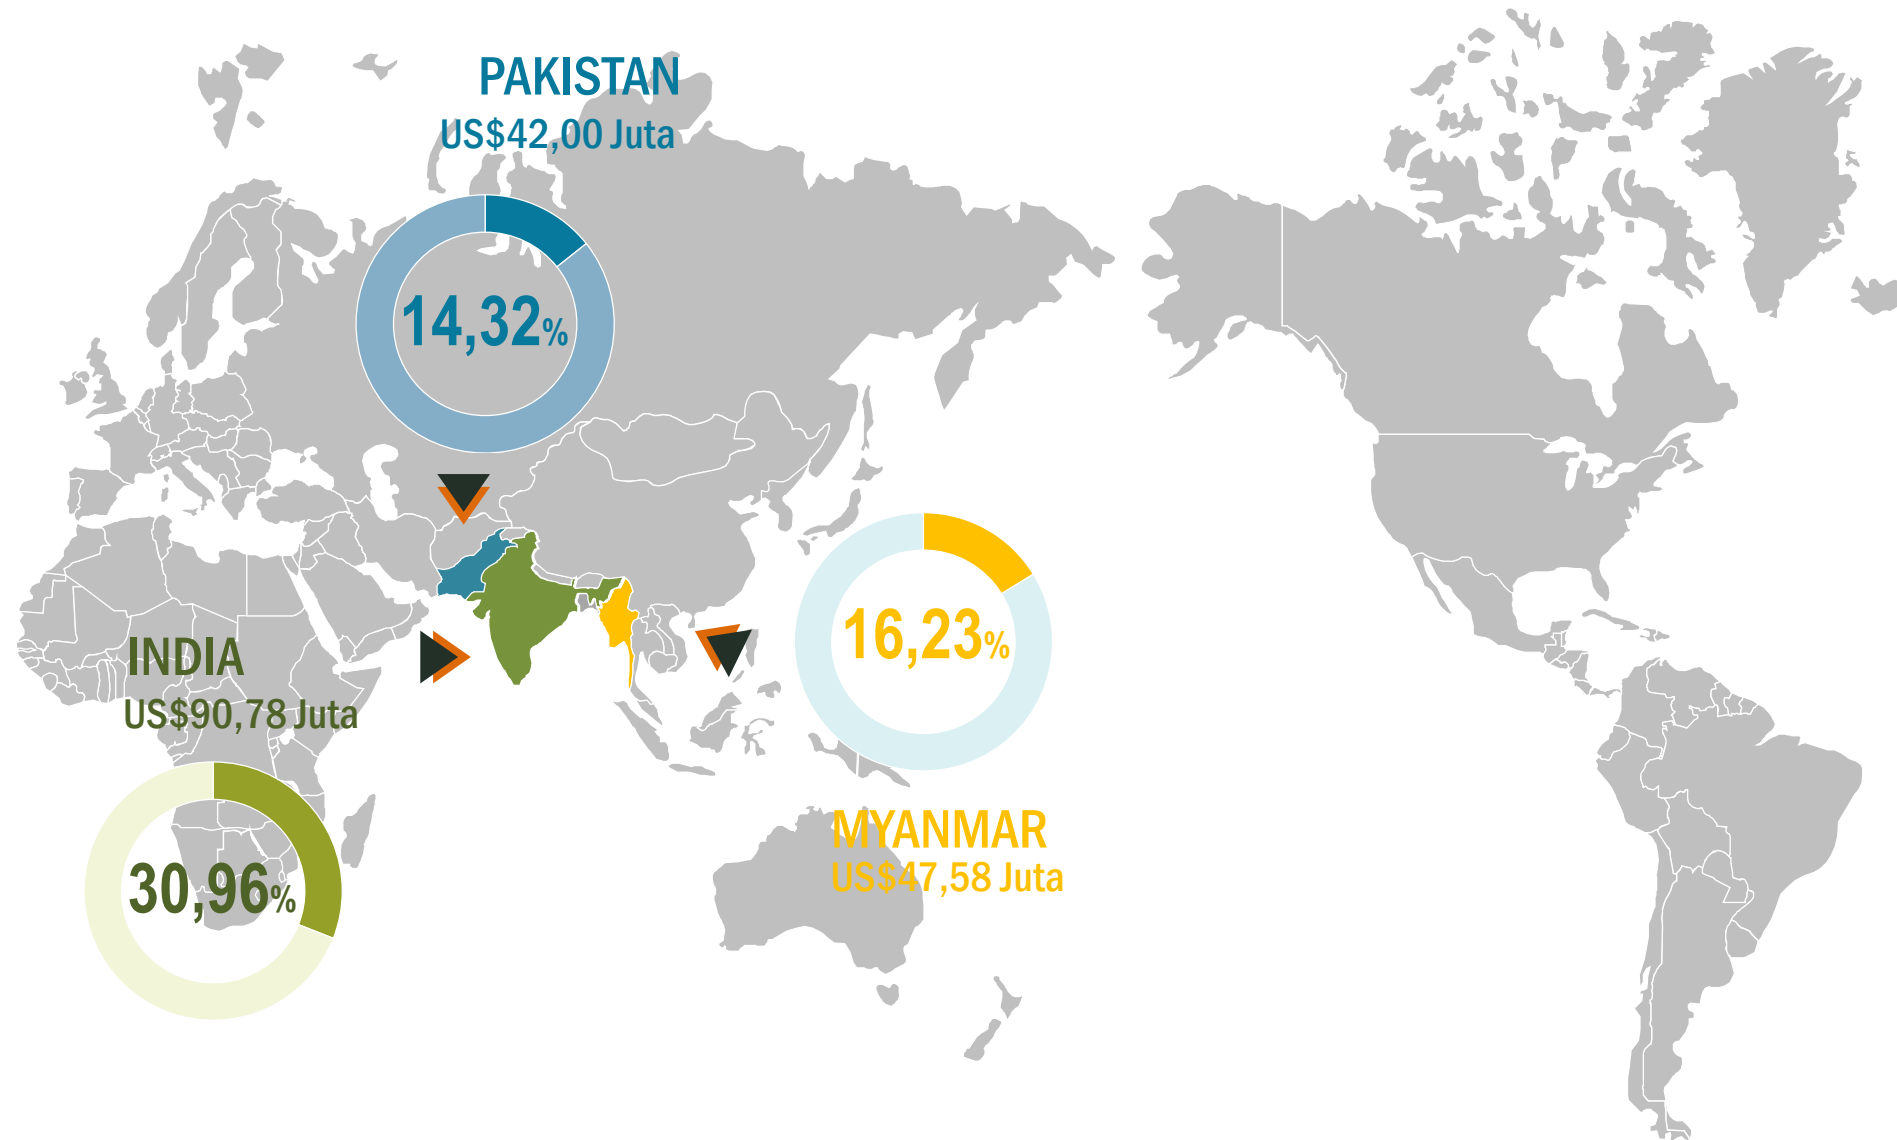 PAKISTAN
US$42,00 Juta
14,32%
16,23%
MYANMAR
US$47,58 Juta
INDIA
US$90,78 Juta
30,96%